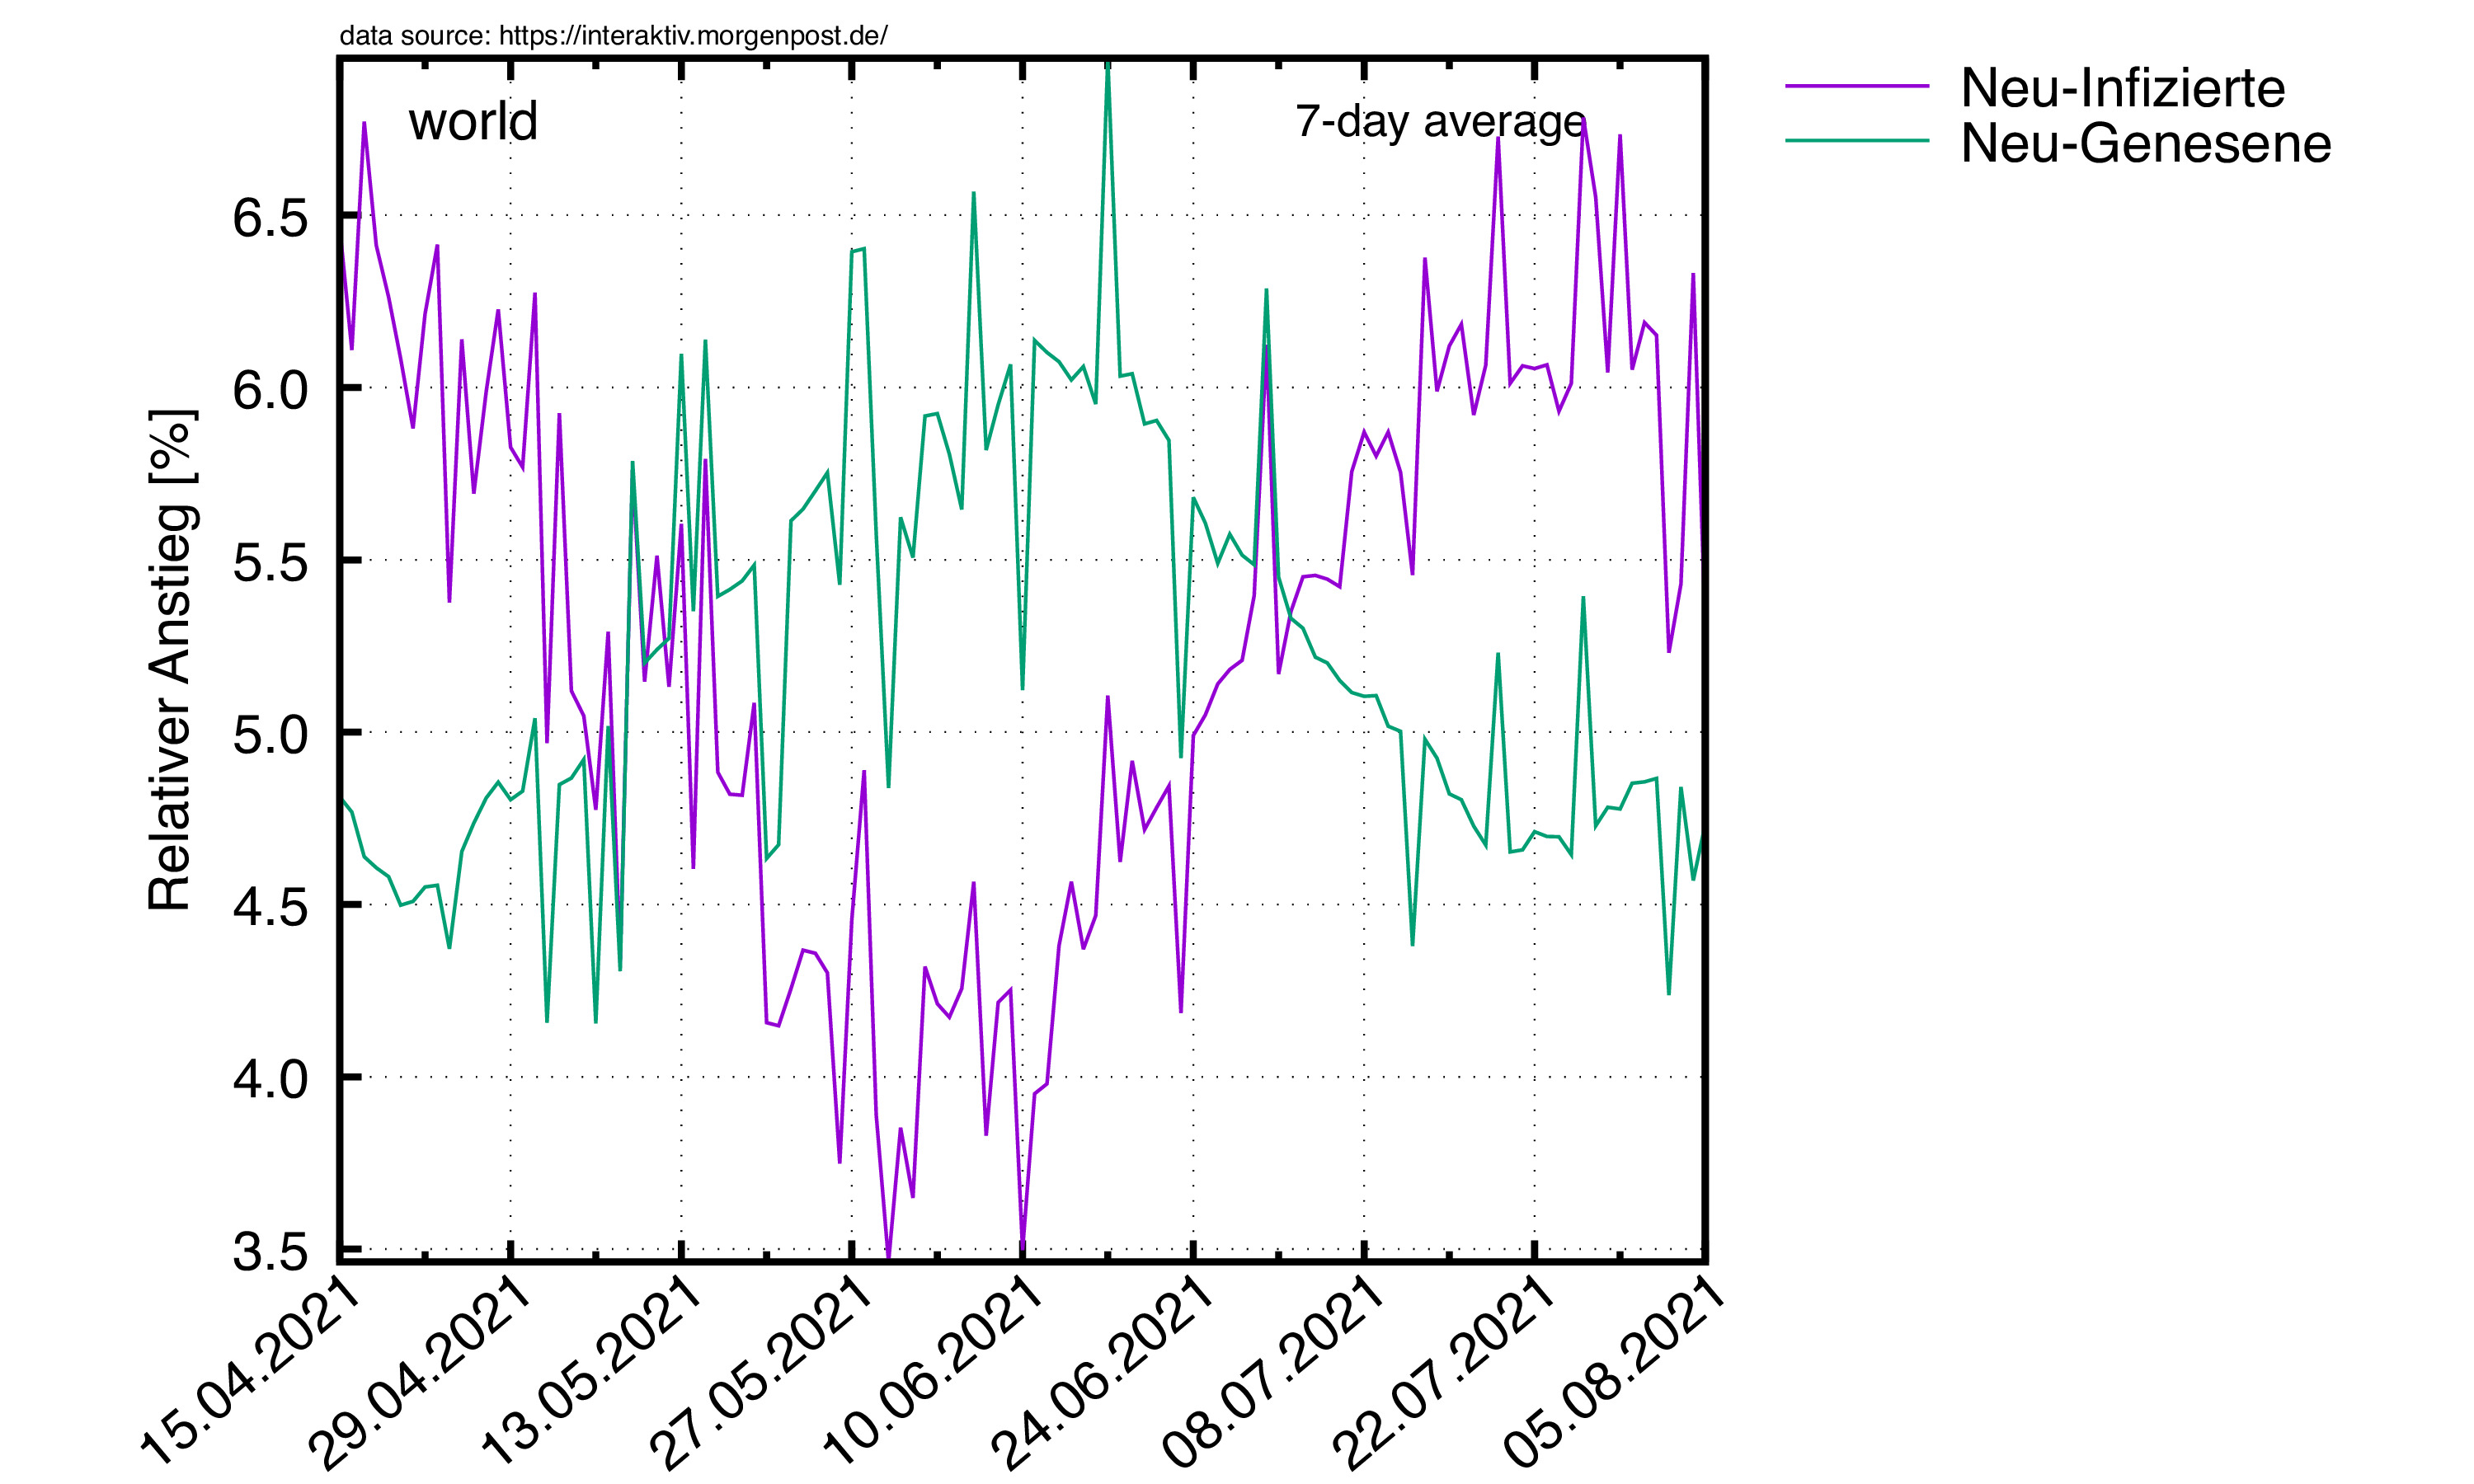 data source: https://interaktiv.morgenpost.de/
world
7-day average
Neu-Infizierte
Neu-Genesene
Relativer Anstieg [%]
6.5
6.0
5.5
5.0
4.5
4.0
3.5
15.04.2021
29.04.2021
13.05.2021
27.05.2021
10.06.2021
24.06.2021
08.07.2021
22.07.2021
05.08.2021